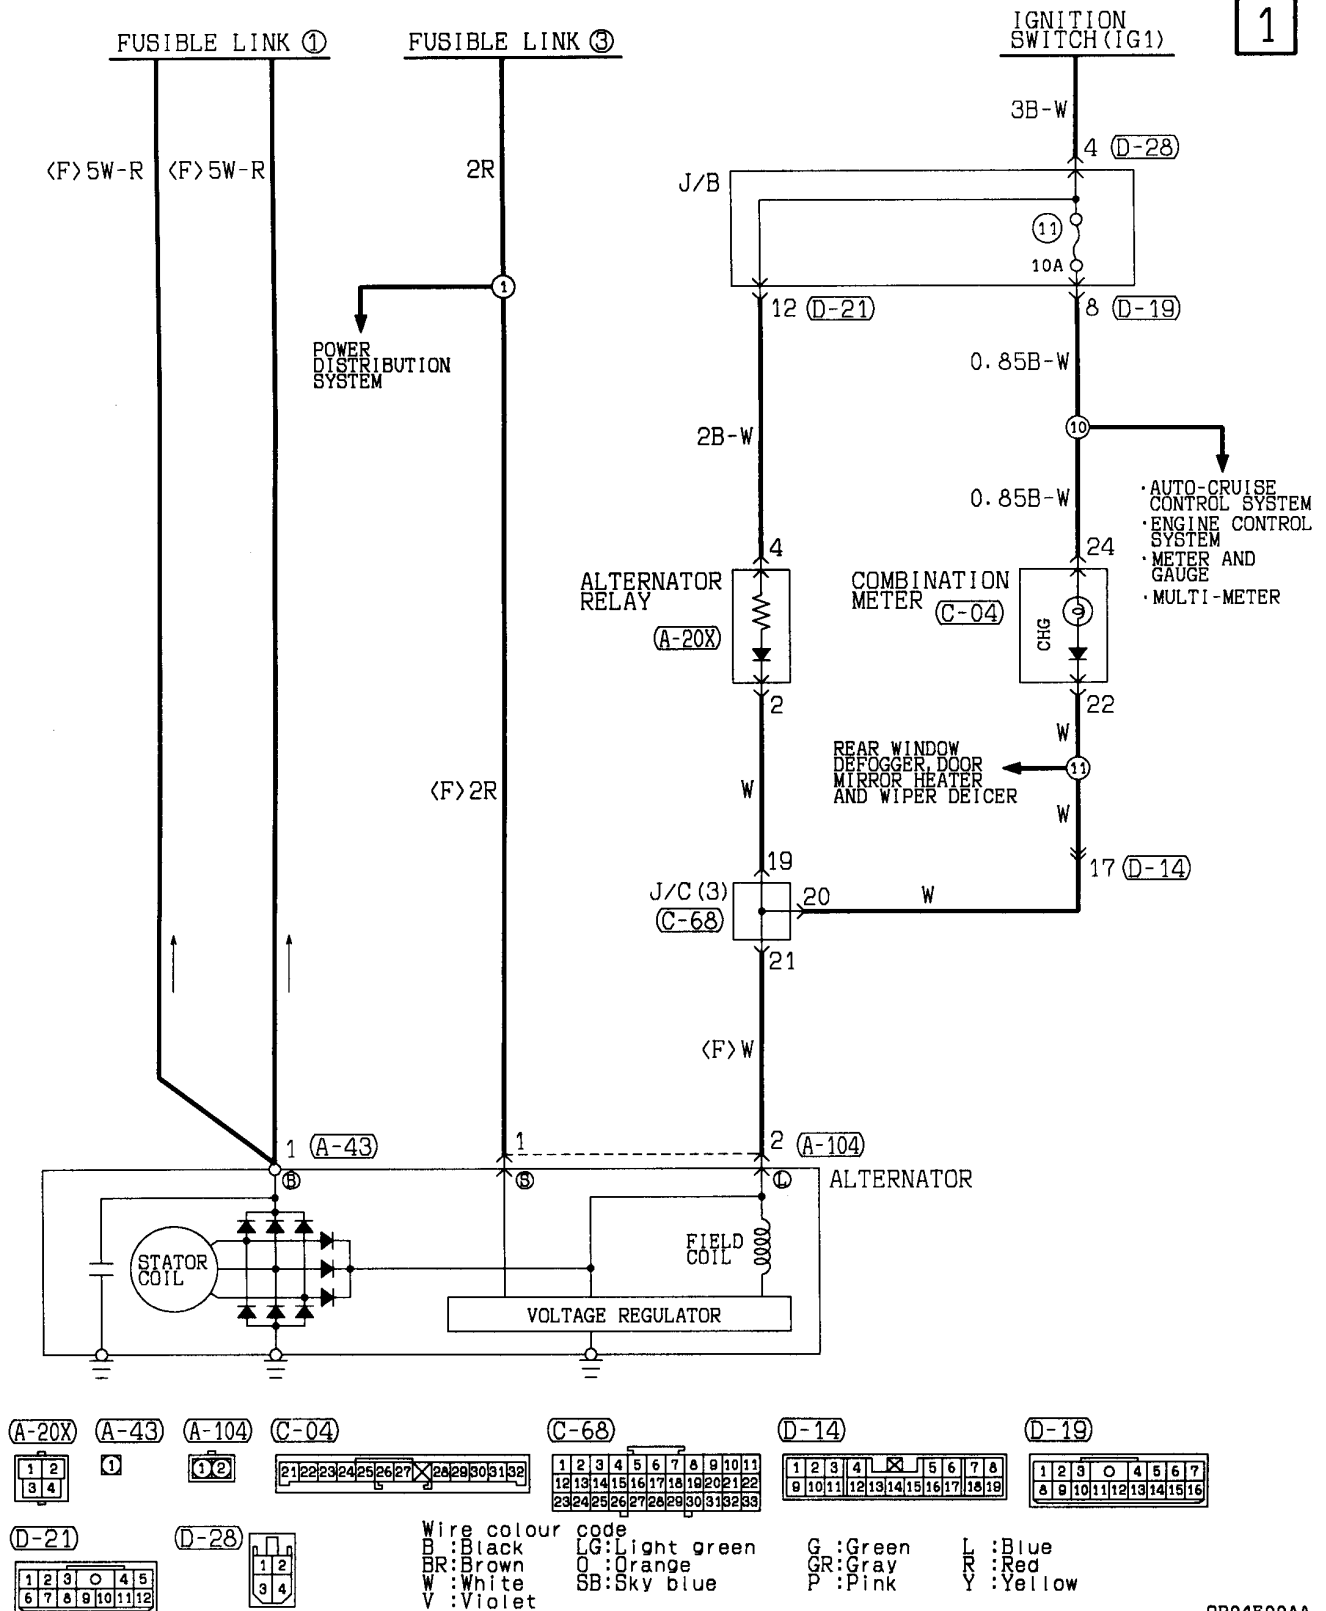 1
FUSIBLE LINK ①
FUSIBLE LINK ③
IGNITION
SWITCH(IG1)
3B-W
4 (D-28)
<F>5W-R
<F>5W-R
2R
J/B
11
10A
1
12 (D-21)
8 (D-19)
POWER
DISTRIBUTION
SYSTEM
0.85B-W
2B-W
10
0.85B-W
·AUTO-CRUISE
CONTROL SYSTEM
·ENGINE CONTROL
SYSTEM
·METER AND
GAUGE
·MULTI-METER
4
24
ALTERNATOR
RELAY
(A-20X)
COMBINATION
METER (C-04)
CHG
2
22
W
REAR WINDOW
DEFOGGER,DOOR
MIRROR HEATER
AND WIPER DEICER
11
<F>2R
W
W
19
17 (D-14)
J/C(3)
(C-68)
20
W
21
<F>W
1 (A-43)
1
2 (A-104)
B
S
L
ALTERNATOR
STATOR
COIL
FIELD
COIL
VOLTAGE REGULATOR
(A-20X)
(A-43)
(A-104)
(C-04)
(C-68)
(D-14)
(D-19)
1 2
3 4
1
1 2
21 22 23 24 25 26 27 28 29 30 31 32
1 2 3 4 5 6 7 8 9 10 11
12 13 14 15 16 17 18 19 20 21 22
23 24 25 26 27 28 29 30 31 32 33
1 2 3 4 5 6 7 8
9 10 11 12 13 14 15 16 17 18 19
1 2 3 4 5 6 7
8 9 10 11 12 13 14 15 16
(D-21)
1 2 3 4 5
6 7 8 9 10 11 12
(D-28)
1 2
3 4
Wire colour code
B :Black LG:Light green G :Green L :Blue
BR:Brown O :Orange GR:Gray R :Red
W :White SB:Sky blue P :Pink Y :Yellow
V :Violet